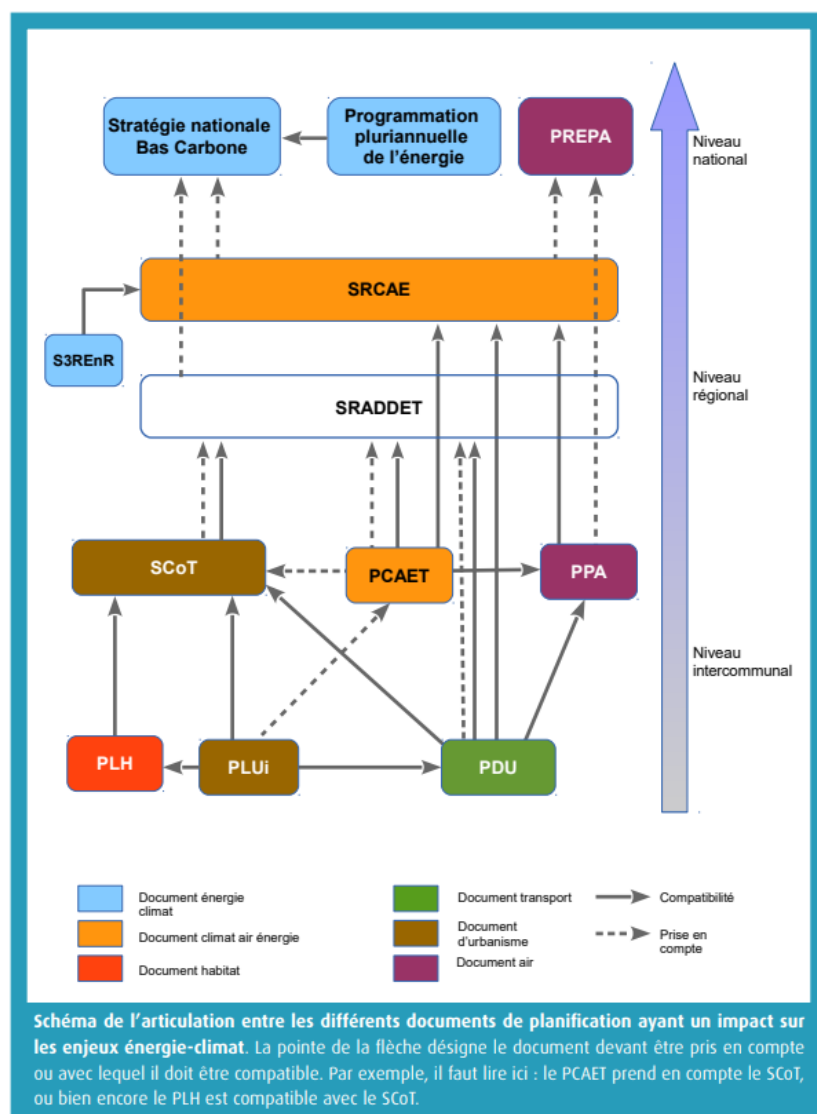 Stratégie nationale
Bas Carbone
Programmation
pluriannuelle
de l'énergie
PREPA
Niveau
national
SRCAE
S3REnR
Niveau
régional
SRADDET
SCoT
PCAET
PPA
Niveau
intercommunal
PLH
PLUi
PDU
Document énergie
climat
Document climat air énergie
Document habitat
Document transport
Document
d'urbanisme
Document air
Compatibilité
Prise en
compte
Schéma de l'articulation entre les différents documents de planification ayant un impact sur
les enjeux énergie-climat. La pointe de la flèche désigne le document devant être pris en compte
ou avec lequel il doit être compatible. Par exemple, il faut lire ici : le PCAET prend en compte le SCoT,
ou bien encore le PLH est compatible avec le SCoT.